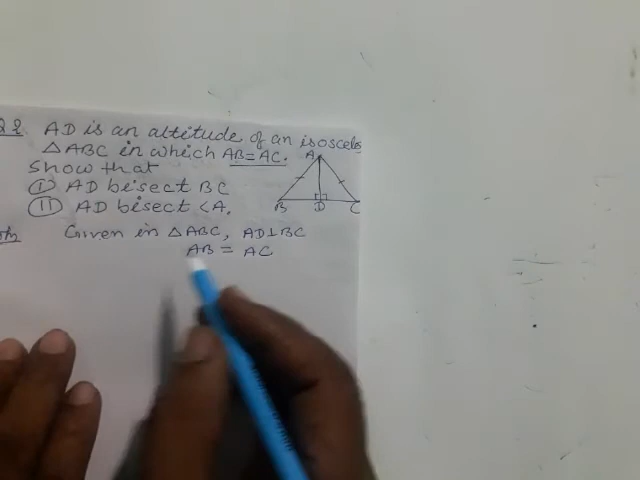 Q2. AD is an altitude of an isosceles
△ABC in which AB=AC.
Show that
(I) AD bisect BC
(II) AD bisect <A.
A
B D C
Given in △ABC, AD⊥BC
AB = AC